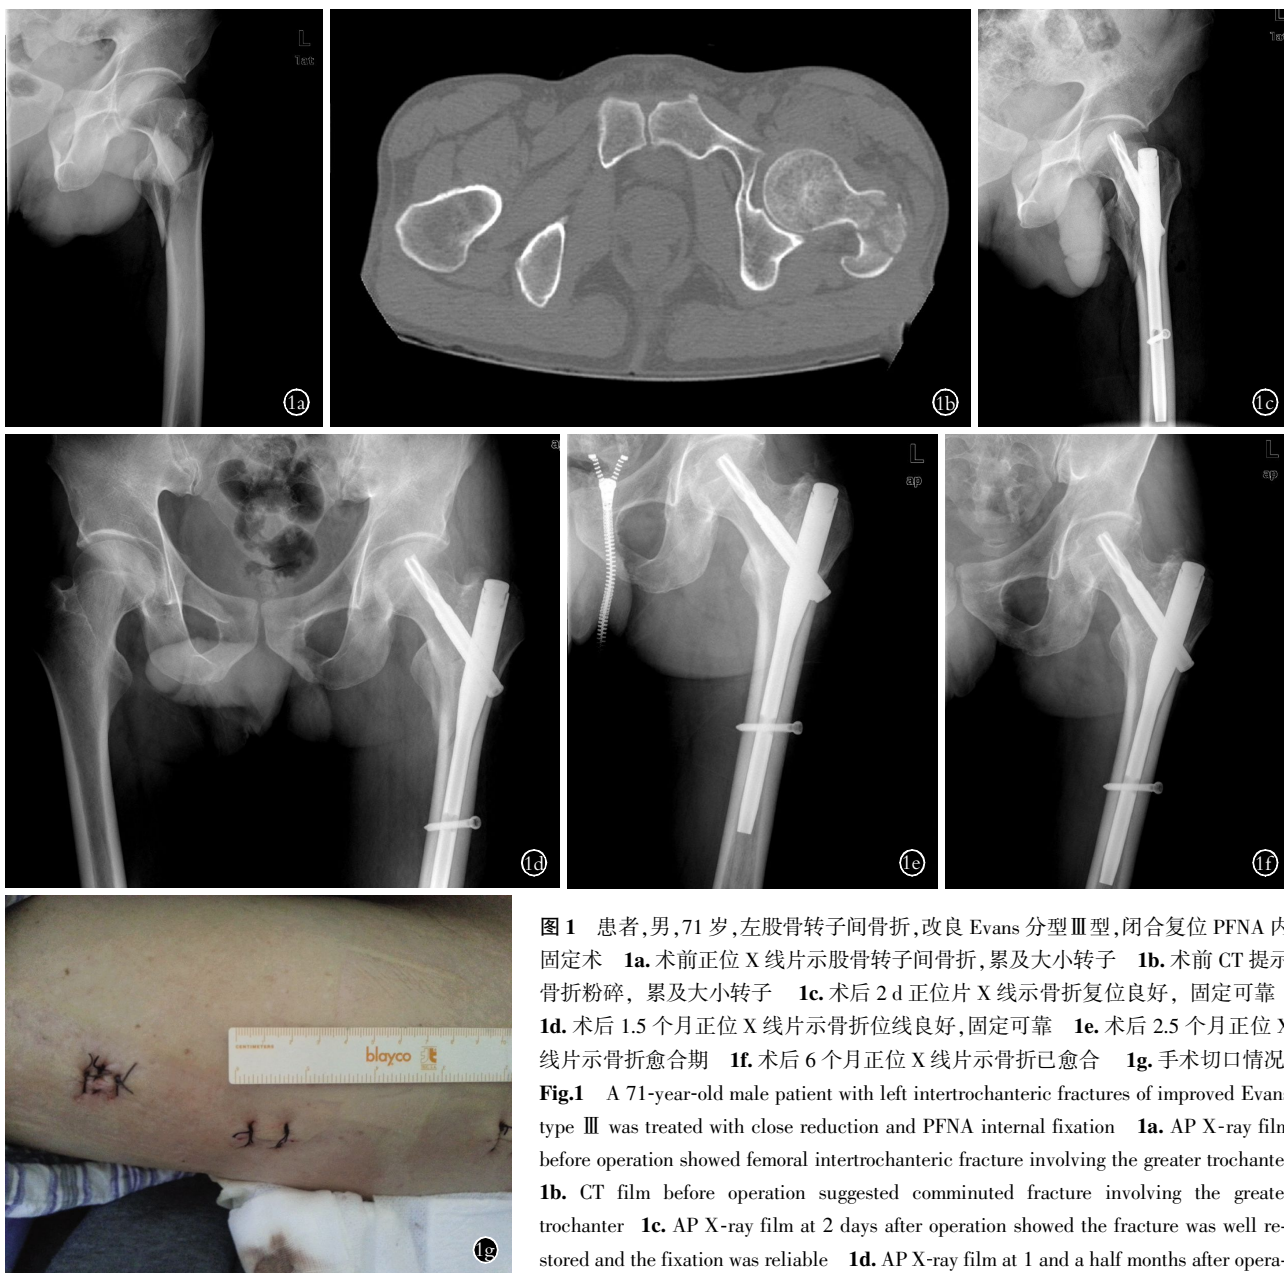 L
1at
1a
1b
L
1at
1c
a
1d
L
ap
1e
L
ap
1f
CENTIMETERS
blayco
1g
图 1 患者,男,71 岁,左股骨转子间骨折,改良 Evans 分型Ⅲ型,闭合复位 PFNA 内
固定术 1a. 术前正位 X 线片示股骨转子间骨折,累及大小转子 1b. 术前 CT 提示
骨折粉碎，累及大小转子 1c. 术后 2 d 正位片 X 线示骨折复位良好，固定可靠
1d. 术后 1.5 个月正位 X 线片示骨折位线良好,固定可靠 1e. 术后 2.5 个月正位 X
线片示骨折愈合期 1f. 术后 6 个月正位 X 线片示骨折已愈合 1g. 手术切口情况
Fig.1 A 71-year-old male patient with left intertrochanteric fractures of improved Evans
type Ⅲ was treated with close reduction and PFNA internal fixation 1a. AP X-ray film
before operation showed femoral intertrochanteric fracture involving the greater trochante
1b. CT film before operation suggested comminuted fracture involving the greate
trochanter 1c. AP X-ray film at 2 days after operation showed the fracture was well re-
stored and the fixation was reliable 1d. AP X-ray film at 1 and a half months after opera-